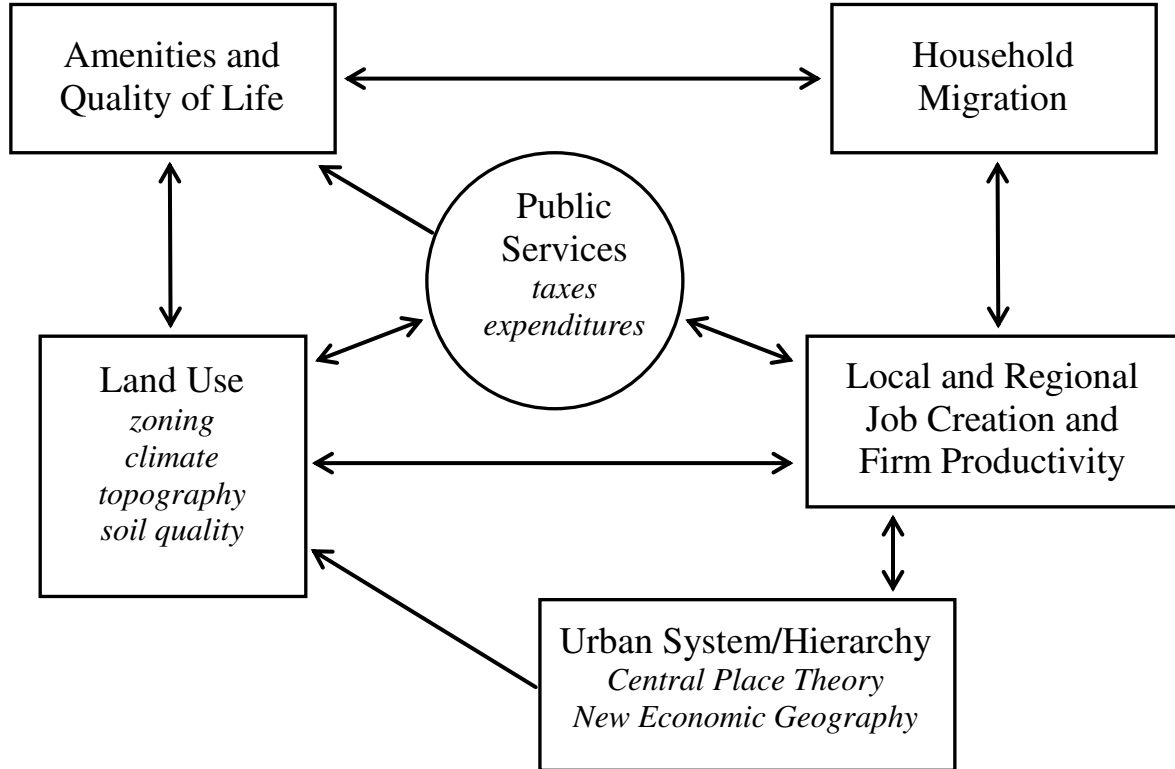 Amenities and
Quality of Life
Household
Migration
Public
Services
taxes
expenditures
Land Use
zoning
climate
topography
soil quality
Local and Regional
Job Creation and
Firm Productivity
Urban System/Hierarchy
Central Place Theory
New Economic Geography